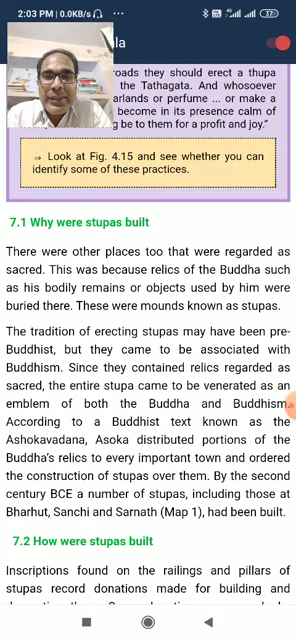 2:03 PM | 0.0KB/s
37
la
roads they should erect a thupa
the Tathagata. And whosoever
arlands or perfume ... or make a
become in its presence calm of
g be to them for a profit and joy."
⇒ Look at Fig. 4.15 and see whether you can
identify some of these practices.
7.1 Why were stupas built
There were other places too that were regarded as
sacred. This was because relics of the Buddha such
as his bodily remains or objects used by him were
buried there. These were mounds known as stupas.
The tradition of erecting stupas may have been pre-
Buddhist, but they came to be associated with
Buddhism. Since they contained relics regarded as
sacred, the entire stupa came to be venerated as an
emblem of both the Buddha and Buddhism.
According to a Buddhist text known as the
Ashokavadana, Asoka distributed portions of the
Buddha's relics to every important town and ordered
the construction of stupas over them. By the second
century BCE a number of stupas, including those at
Bharhut, Sanchi and Sarnath (Map 1), had been built.
7.2 How were stupas built
Inscriptions found on the railings and pillars of
stupas record donations made for building and